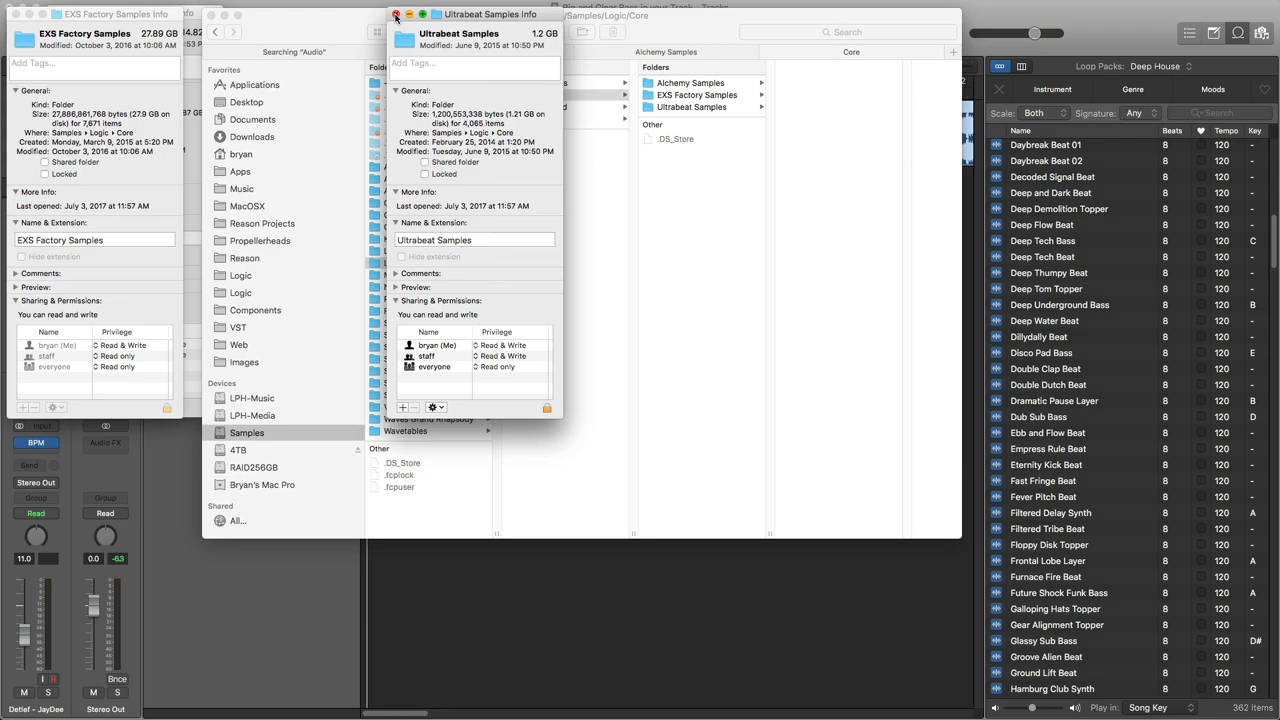 EXS Factory Samples Info
EXS Factory Samples 27.89 GB
Modified: October 3, 2016 at 10:06 AM
Add Tags...
General:
Kind: Folder
Size: 27,886,861,768 bytes (27.9 GB on
disk) for 7,671 items
Where: Samples ▸ Logic ▸ Core
Created: Monday, March 9, 2015 at 5:20 PM
Modified: October 3, 2016 at 10:06 AM
Shared folder
Locked
More Info:
Last opened: July 3, 2017 at 11:57 AM
Name & Extension:
EXS Factory Samples
Hide extension
Comments:
Preview:
Sharing & Permissions:
You can read and write
Name Privilege
bryan (Me) Read & Write
staff Read only
everyone Read only
Ultrabeat Samples Info
Ultrabeat Samples 1.2 GB
Modified: June 9, 2015 at 10:50 PM
Add Tags...
General:
Kind: Folder
Size: 1,200,553,338 bytes (1.21 GB on
disk) for 4,065 items
Where: Samples ▸ Logic ▸ Core
Created: February 25, 2014 at 1:20 PM
Modified: Tuesday, June 9, 2015 at 10:50 PM
Shared folder
Locked
More Info:
Last opened: July 3, 2017 at 11:57 AM
Name & Extension:
Ultrabeat Samples
Hide extension
Comments:
Preview:
Sharing & Permissions:
You can read and write
Name Privilege
bryan (Me) Read & Write
staff Read & Write
everyone Read only
/Samples/Logic/Core
Search
Searching "Audio"
Alchemy Samples
Core
Favorites
Applications
Desktop
Documents
Downloads
bryan
Apps
Music
MacOSX
Reason Projects
Propellerheads
Reason
Logic
Logic
Components
VST
Web
Images
Devices
LPH-Music
LPH-Media
Samples
4TB
RAID256GB
Bryan's Mac Pro
Shared
All...
Waves Grand Rhapsody
Wavetables
Other
.DS_Store
.fcplock
.fcpuser
Folders
Alchemy Samples
EXS Factory Samples
Ultrabeat Samples
Other
.DS_Store
Input
BPM
Audio FX
Send
Stereo Out
Group Group
Read Read
11.0 0.0 -6.3
I R Bnce
M S M S
Detlef - JayDee Stereo Out
Loop Packs: Deep House
Instrument Genre Moods
Scale: Both Signature: Any Search
Name Beats Tempo Key
Daybreak Beat 01 8 120 -
Daybreak Beat 02 8 120 -
Decoded Signal Beat 8 120 -
Deep and Dark Beat 8 120 -
Deep Demolition Topper 8 120 -
Deep Flow Beat 8 120 -
Deep Tech Bass 8 120 C
Deep Tech Beat 8 120 -
Deep Thumpy Beat 8 120 -
Deep Tom Topper 8 120 -
Deep Underground Bass 8 120 B
Deep Water Beat 8 120 -
Dillydally Beat 8 120 -
Disco Pad Bass 8 120 E
Double Clap Beat 8 120 -
Double Dutch Beat 8 120 -
Dramatic Pause Layer 8 120 B
Dub Sub Bass 8 120 D
Ebb and Flow Beat 8 120 -
Empress Rule Beat 8 120 -
Eternity Kick Beat 8 120 -
Fast Fringe Beat 8 120 -
Fever Pitch Beat 8 120 -
Filtered Delay Synth 8 120 A
Filtered Tribe Beat 8 120 -
Floppy Disk Topper 8 120 -
Frontal Lobe Layer 8 120 A
Furnace Fire Beat 8 120 -
Future Shock Funk Bass 8 120 A
Galloping Hats Topper 8 120 -
Gear Alignment Topper 8 120 -
Glassy Sub Bass 8 120 D#
Groove Alien Beat 8 120 -
Ground Lift Beat 8 120 -
Hamburg Club Synth 8 120 G
Play in: Song Key 362 items